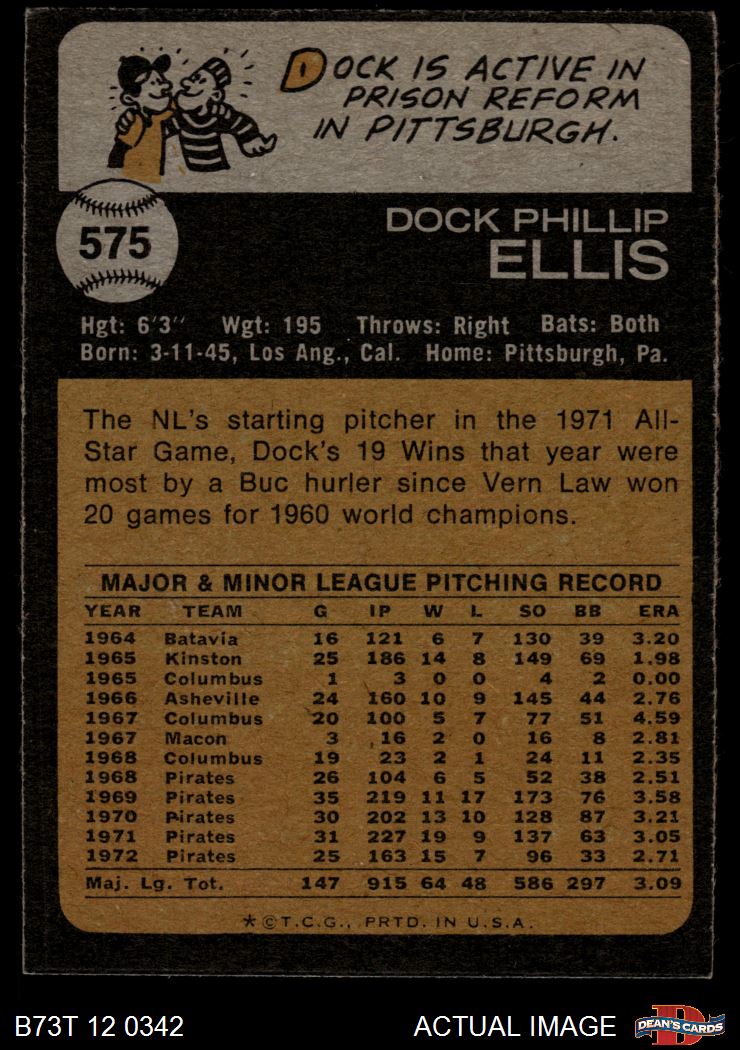 DOCK IS ACTIVE IN
PRISON REFORM
IN PITTSBURGH.
575
DOCK PHILLIP
ELLIS
Hgt: 6'3" Wgt: 195 Throws: Right Bats: Both
Born: 3-11-45, Los Ang., Cal. Home: Pittsburgh, Pa.
The NL's starting pitcher in the 1971 All-
Star Game, Dock's 19 Wins that year were
most by a Buc hurler since Vern Law won
20 games for 1960 world champions.
MAJOR & MINOR LEAGUE PITCHING RECORD
YEAR TEAM G IP W L SO BB ERA
1964 Batavia 16 121 6 7 130 39 3.20
1965 Kinston 25 186 14 8 149 69 1.98
1965 Columbus 1 3 0 0 4 2 0.00
1966 Asheville 24 160 10 9 145 44 2.76
1967 Columbus 20 100 5 7 77 51 4.59
1967 Macon 3 16 2 0 16 8 2.81
1968 Columbus 19 23 2 1 24 11 2.35
1968 Pirates 26 104 6 5 52 38 2.51
1969 Pirates 35 219 11 17 173 76 3.58
1970 Pirates 30 202 13 10 128 87 3.21
1971 Pirates 31 227 19 9 137 63 3.05
1972 Pirates 25 163 15 7 96 33 2.71
Maj. Lg. Tot. 147 915 64 48 586 297 3.09
*©T.C.G., PRTD. IN U.S.A.
B73T 12 0342 ACTUAL IMAGE D DEAN'S CARDS